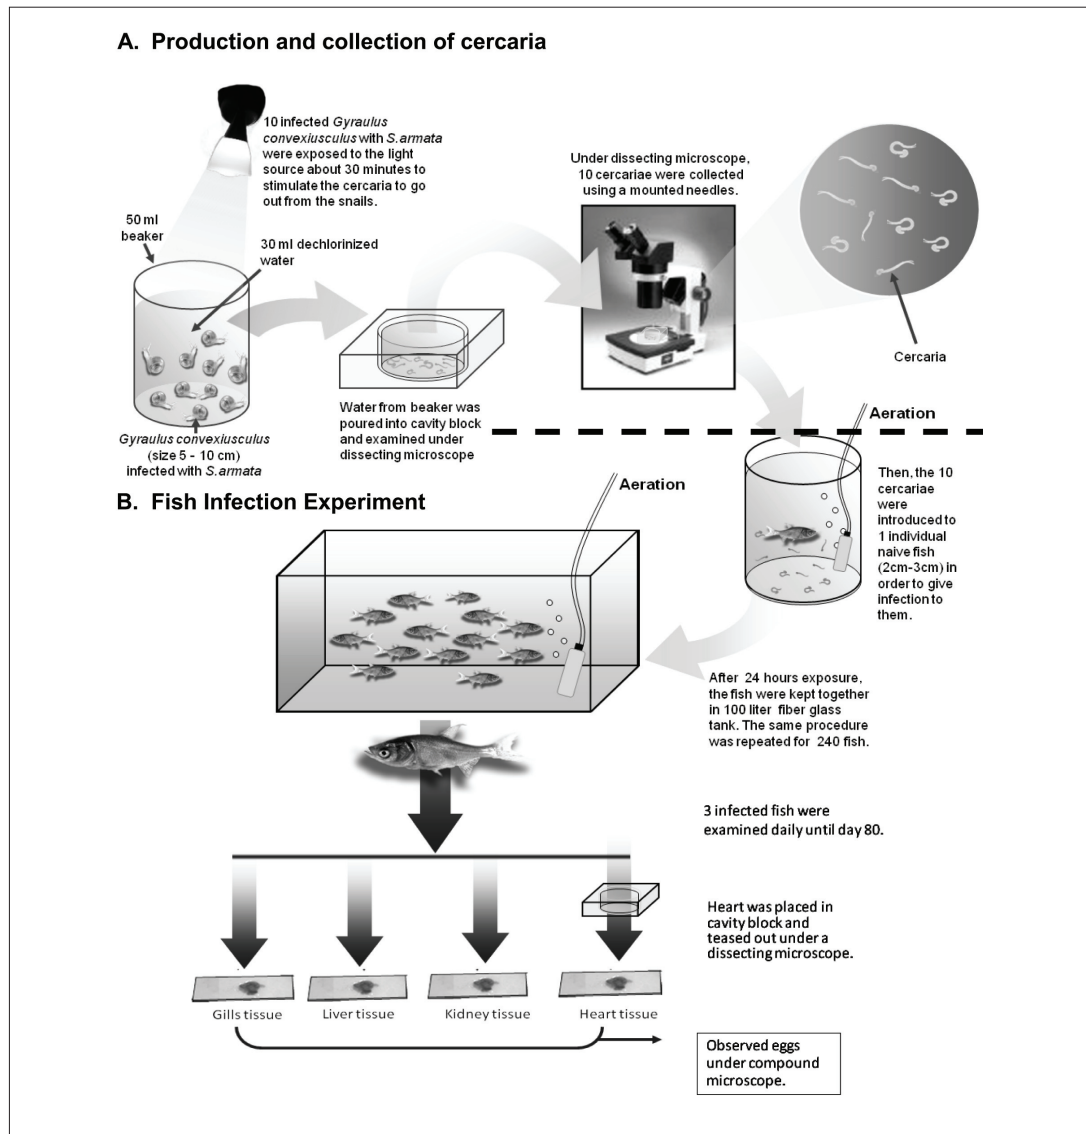 A. Production and collection of cercaria
10 infected Gyraulus
convexiusculus with S.armata
were exposed to the light
source about 30 minutes to
stimulate the cercaria to go
out from the snails.
50 ml
beaker
30 ml dechlorinized
water
Under dissecting microscope,
10 cercariae were collected
using a mounted needles.
Cercaria
Water from beaker was
poured into cavity block
and examined under
dissecting microscope
Gyraulus convexiusculus
(size 5 - 10 cm)
infected with S.armata
Aeration
Then, the 10
cercariae
were
introduced to
1 individual
naive fish
(2cm-3cm) in
order to give
infection to
them.
B. Fish Infection Experiment
Aeration
After 24 hours exposure,
the fish were kept together
in 100 liter fiber glass
tank. The same procedure
was repeated for 240 fish.
3 infected fish were
examined daily until day 80.
Heart was placed in
cavity block and
teased out under a
dissecting microscope.
Gills tissue
Liver tissue
Kidney tissue
Heart tissue
Observed eggs
under compound
microscope.